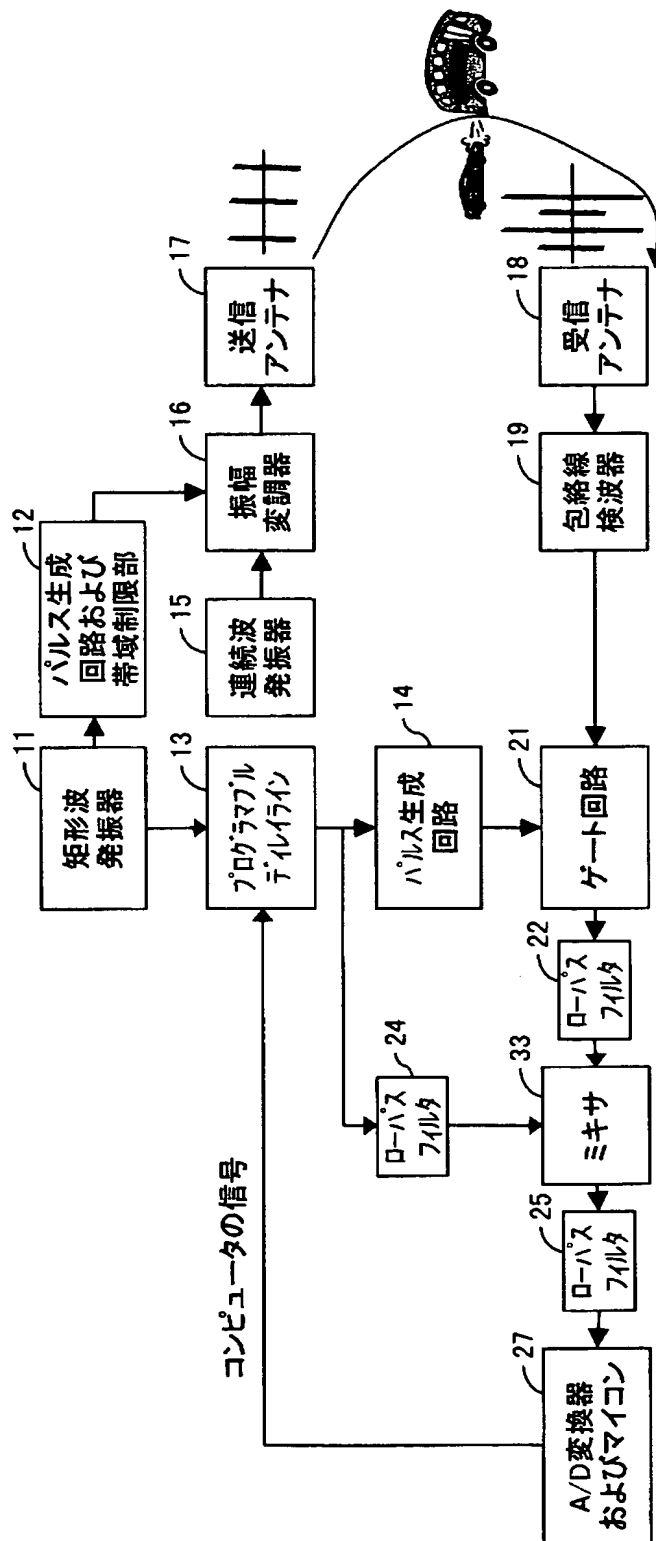 11
矩形波
発振器
12
パルス生成
回路および
帯域制限部
13
プログラマブル
ディレイライン
15
連続波
発振器
16
振幅
変調器
17
送信
アンテナ
コンピュータの信号
24
ローパス
フィルタ
14
パルス生成
回路
27
A/D変換器
およびマイコン
25
ローパス
フィルタ
33
ミキサ
22
ローパス
フィルタ
21
ゲート回路
19
包絡線
検波器
18
受信
アンテナ